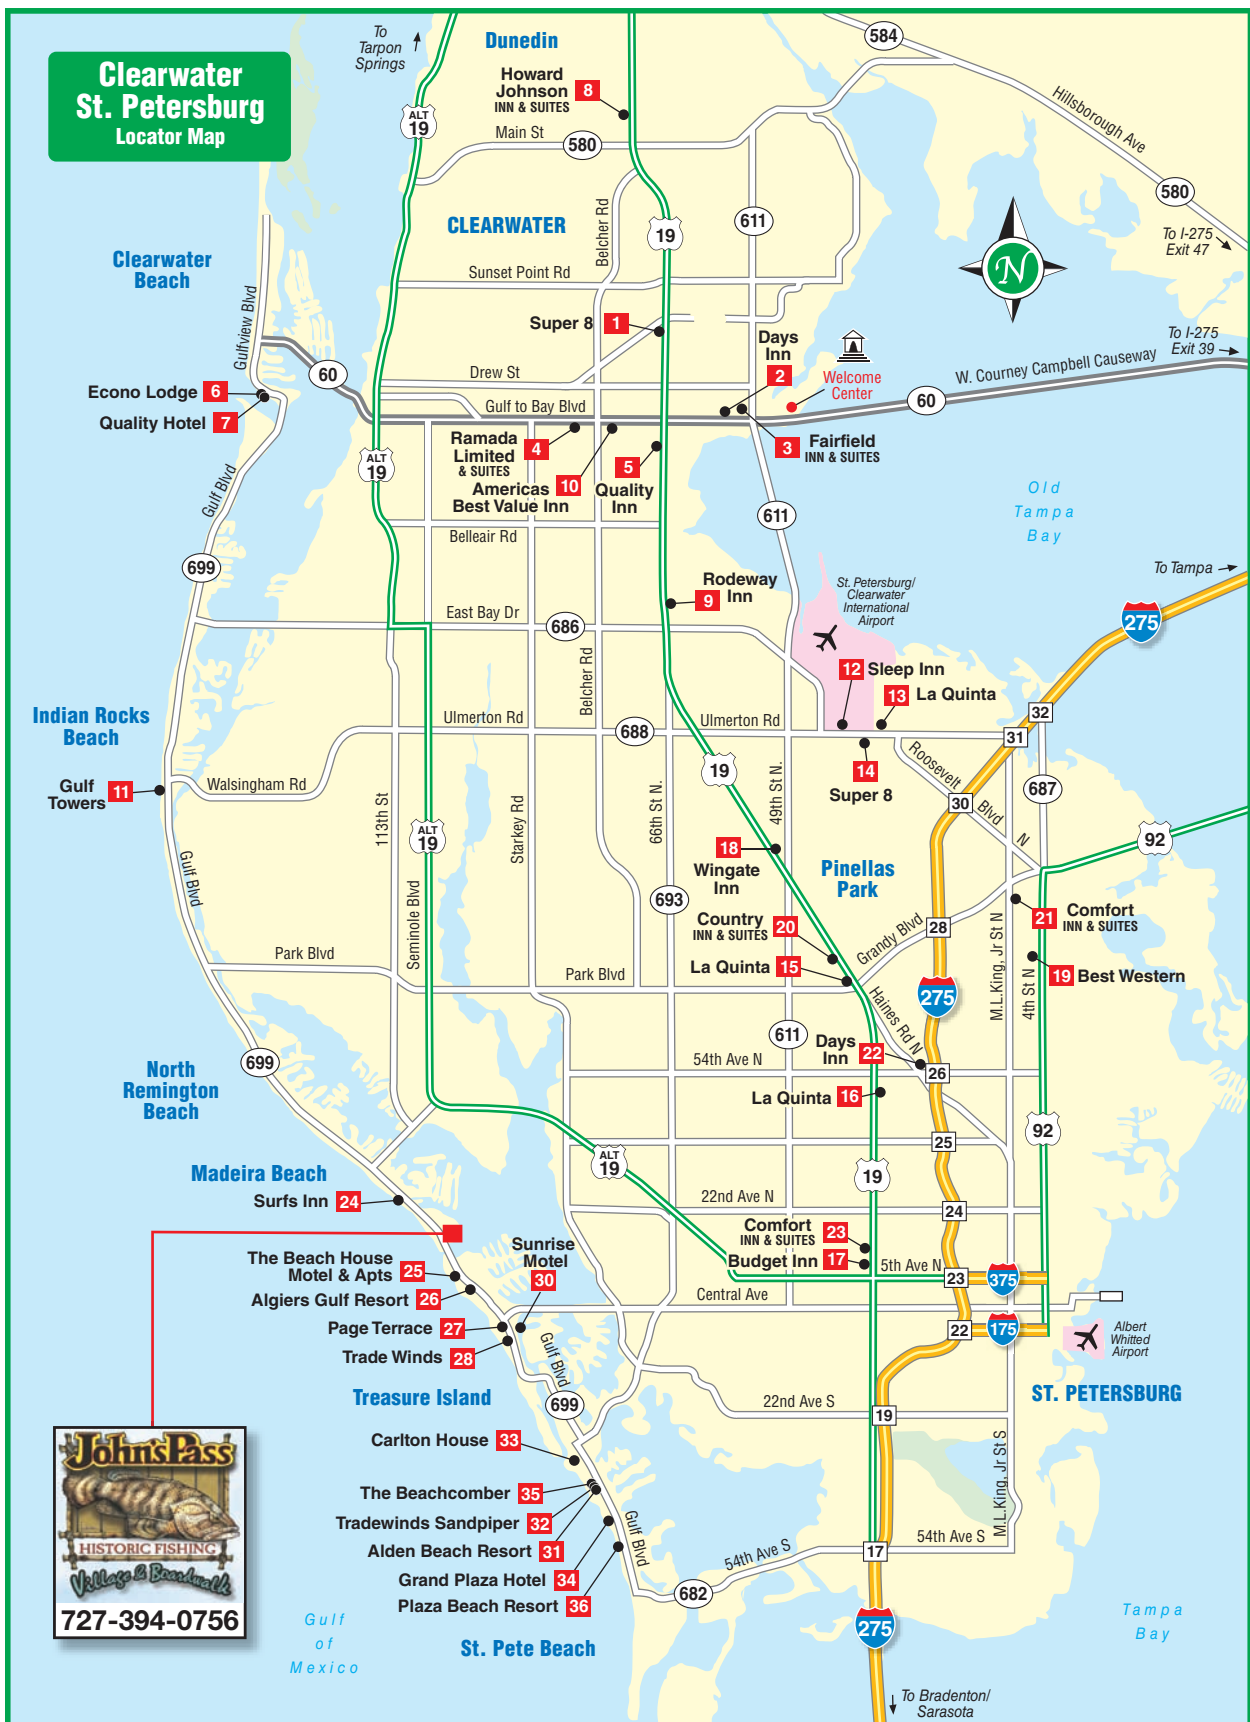 Clearwater
St. Petersburg
Locator Map
To
Tarpon
Springs
Dunedin
Howard
Johnson
INN & SUITES
8
584
Hillsborough Ave
ALT
19
Main St
580
580
To I-275
Exit 47
CLEARWATER
Belcher Rd
19
611
N
Clearwater
Beach
Sunset Point Rd
Gulfview Blvd
Super 8
1
Days
Inn
2
Welcome
Center
To I-275
Exit 39
W. Courney Campbell Causeway
60
60
Drew St
Econo Lodge
6
Quality Hotel
7
Gulf to Bay Blvd
Ramada
Limited
& SUITES
4
3
Fairfield
INN & SUITES
ALT
19
Americas
Best Value Inn
10
5
Quality
Inn
Gulf Blvd
Old
Tampa
Bay
611
Belleair Rd
699
To Tampa
Rodeway
Inn
9
St. Petersburg/
Clearwater
International
Airport
275
East Bay Dr
686
Belcher Rd
12
Sleep Inn
13
La Quinta
Indian Rocks
Beach
Ulmerton Rd
688
Ulmerton Rd
32
31
Roosevelt
Blvd
N
14
Super 8
19
687
30
Gulf
Towers
11
Walsingham Rd
113th St
Starkey Rd
66th St N.
49th St N.
ALT
19
92
18
Wingate
Inn
Pinellas
Park
Gulf Blvd
Seminole Blvd
693
Country
INN & SUITES
20
Grandy Blvd
28
21
Comfort
INN & SUITES
Park Blvd
Park Blvd
La Quinta
15
19
Best Western
M.L.King, Jr St N
4th St N
275
Haines Rd N
611
Days
Inn
22
54th Ave N
26
699
North
Remington
Beach
La Quinta
16
92
25
ALT
19
19
Madeira Beach
Surfs Inn
24
22nd Ave N
24
Comfort
INN & SUITES
23
Budget Inn
17
5th Ave N
23
375
Sunrise
Motel
30
The Beach House
Motel & Apts
25
Algiers Gulf Resort
26
Central Ave
Page Terrace
27
22
175
Albert
Whitted
Airport
Trade Winds
28
Gulf Blvd
Treasure Island
699
22nd Ave S
19
ST. PETERSBURG
Carlton House
33
M.L.King, Jr St S
John's Pass
HISTORIC FISHING
Village & Boardwalk
727-394-0756
The Beachcomber
35
Tradewinds Sandpiper
32
Alden Beach Resort
31
Gulf Blvd
54th Ave S
54th Ave S
17
Grand Plaza Hotel
34
Plaza Beach Resort
36
682
275
Gulf
of
Mexico
St. Pete Beach
Tampa
Bay
To Bradenton/
Sarasota